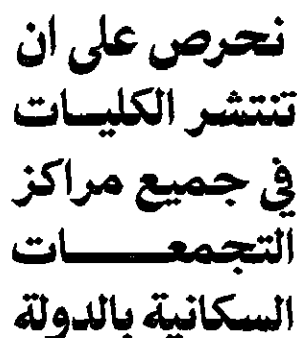 نحرص على ان
تنتشر الكليات
في جميع مراكز
التجمعات
السكانية بالدولة